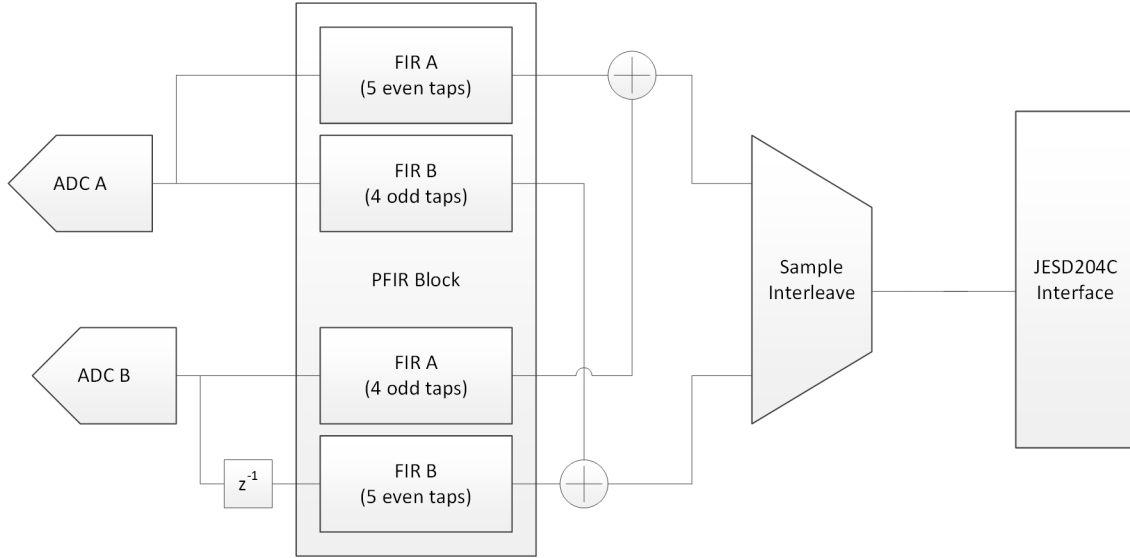 FIR A
(5 even taps)
ADC A
FIR B
(4 odd taps)
PFIR Block
Sample
Interleave
JESD204C
Interface
ADC B
FIR A
(4 odd taps)
z-1
FIR B
(5 even taps)